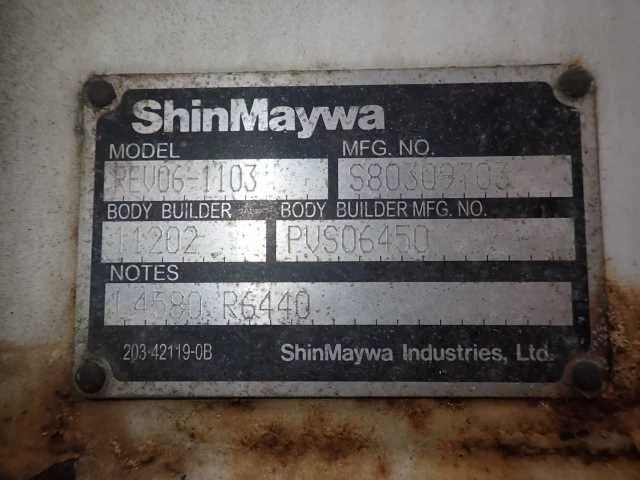 ShinMaywa
MODEL MFG. NO.
REV06-1103 S80309703
BODY BUILDER BODY BUILDER MFG. NO.
11202 PVS06450
NOTES
L4580 R6440
203-42119-0B ShinMaywa Industries, Ltd.